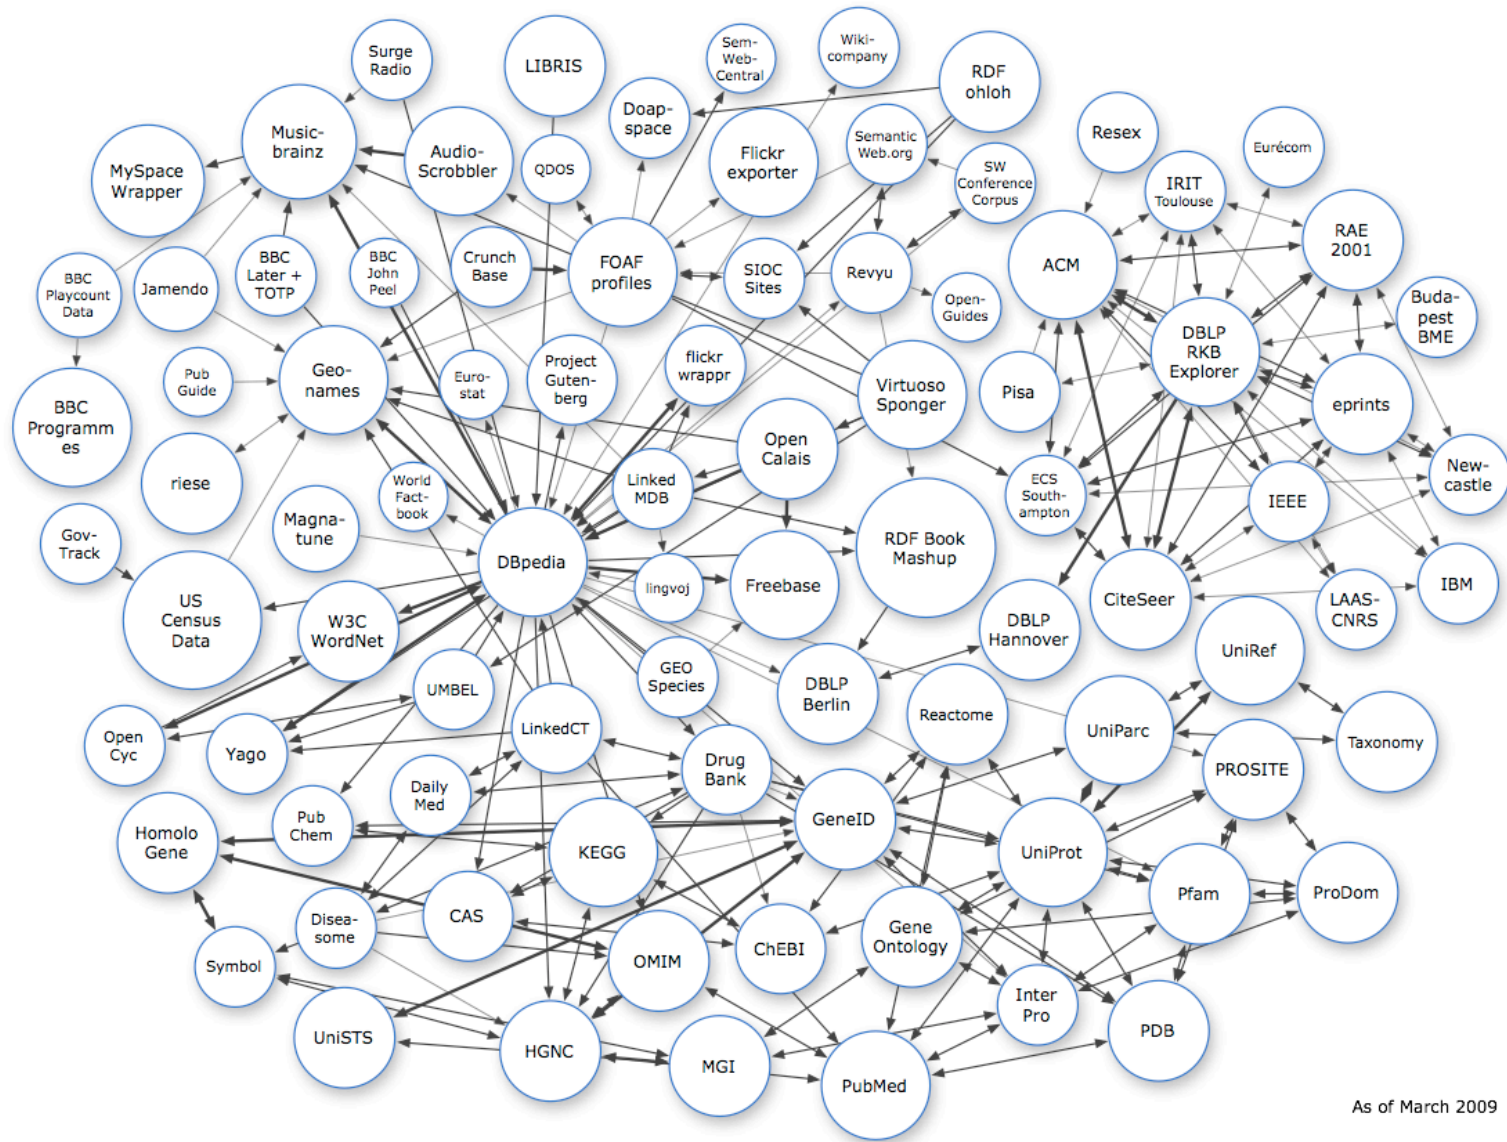 Surge
Radio
LIBRIS
Sem-
Web-
Central
Wiki-
company
RDF
ohloh
Doap-
space
Music-
brainz
MySpace
Wrapper
Audio-
Scrobbler
QDOS
Flickr
exporter
Semantic
Web.org
SW
Conference
Corpus
Resex
Eurécom
IRIT
Toulouse
RAE
2001
BBC
Playcount
Data
Jamendo
BBC
Later +
TOTP
BBC
John
Peel
Crunch
Base
FOAF
profiles
SIOC
Sites
Revyu
Open-
Guides
ACM
DBLP
RKB
Explorer
Buda-
pest
BME
Pub
Guide
Geo-
names
Euro-
stat
Project
Guten-
berg
flickr
wrappr
Virtuoso
Sponger
Pisa
eprints
BBC
Programm
es
riese
World
Fact-
book
Linked
MDB
Open
Calais
ECS
South-
ampton
IEEE
New-
castle
Gov-
Track
Magna-
tune
DBpedia
lingvoj
Freebase
RDF Book
Mashup
CiteSeer
LAAS-
CNRS
IBM
US
Census
Data
W3C
WordNet
UMBEL
GEO
Species
DBLP
Berlin
DBLP
Hannover
UniRef
Open
Cyc
Yago
LinkedCT
Reactome
UniParc
Taxonomy
Daily
Med
Drug
Bank
PROSITE
Homolo
Gene
Pub
Chem
KEGG
GeneID
UniProt
Pfam
ProDom
Disea-
some
CAS
OMIM
ChEBI
Gene
Ontology
Symbol
Inter
Pro
UniSTS
HGNC
MGI
PubMed
PDB
As of March 2009